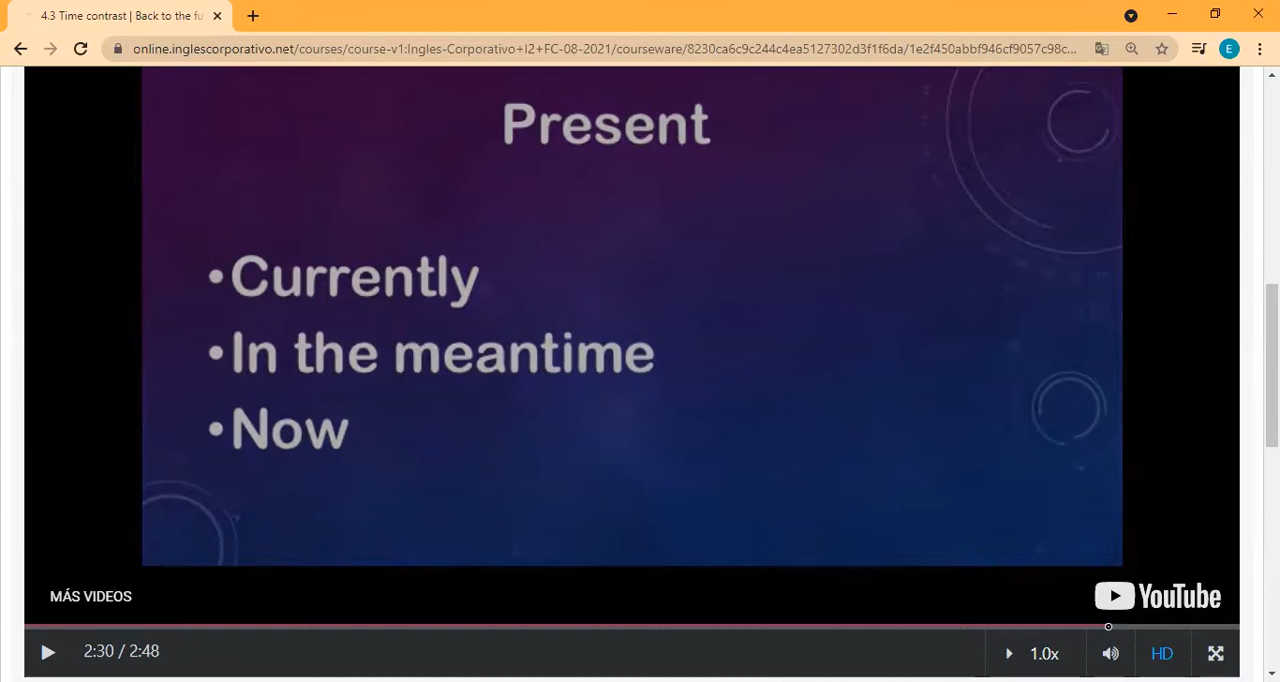 4.3 Time contrast | Back to the fu
online.inglescorporativo.net/courses/course-v1:Ingles-Corporativo+I2+FC-08-2021/courseware/8230ca6c9c244c4ea5127302d3f1f6da/1e2f450abbf946cf9057c98c...
E
Present
•Currently
•In the meantime
•Now
MÁS VIDEOS
YouTube
2:30 / 2:48
1.0x
HD